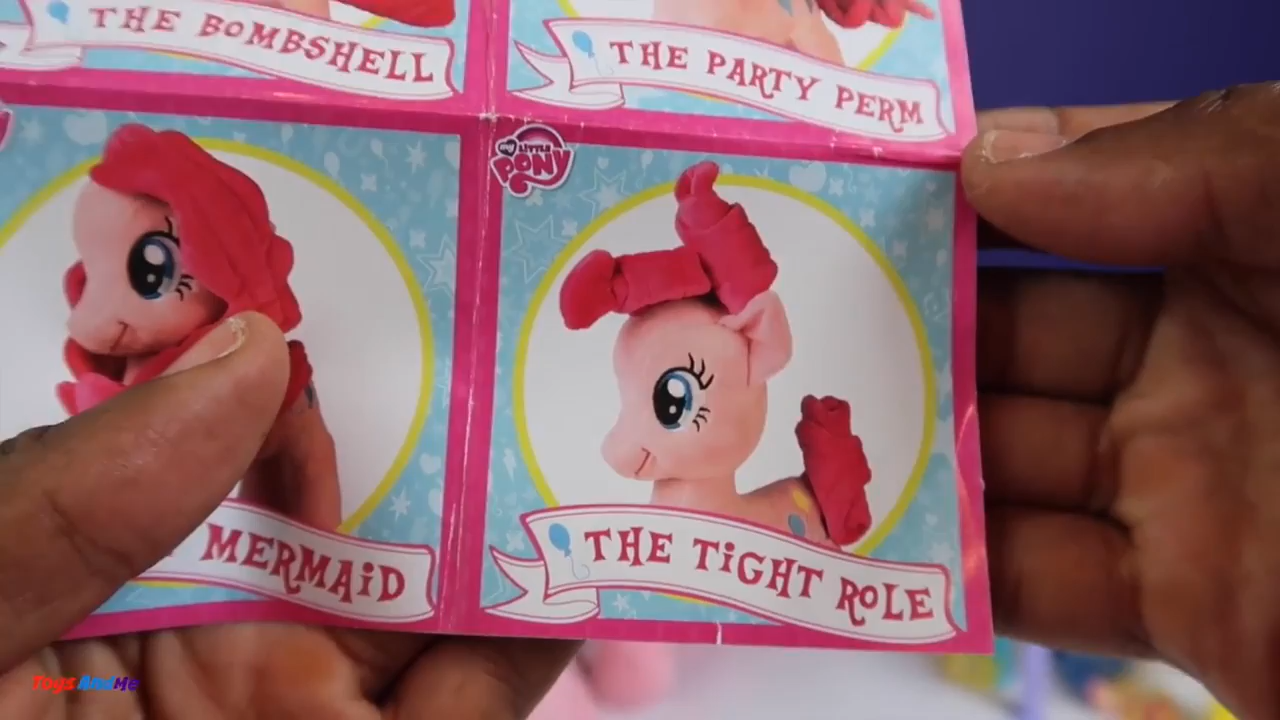 THE BOMBSHELL
THE PARTY PERM
MY LITTLE
PONY
MERMAID
THE TIGHT ROLE
ToysAndMe